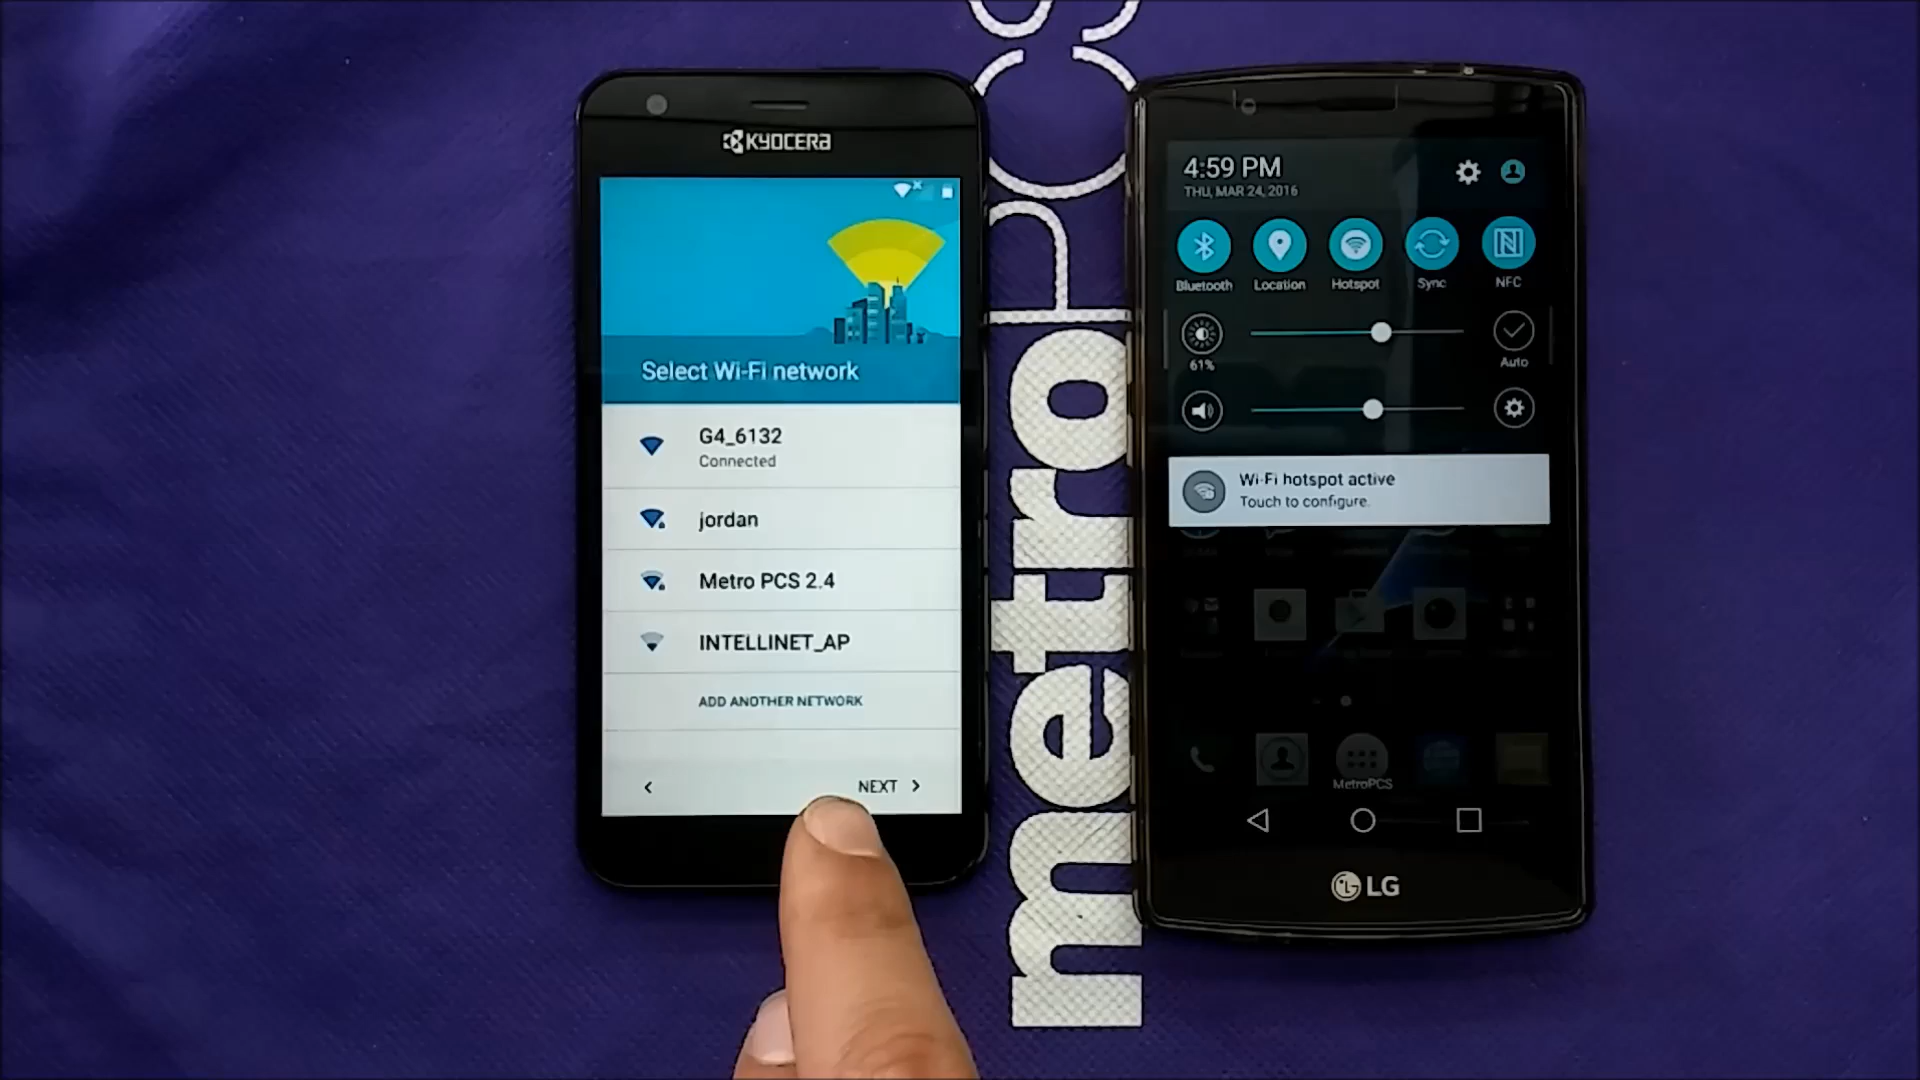 KYOCERA
Select Wi-Fi network
G4_6132
Connected
jordan
Metro PCS 2.4
INTELLINET_AP
ADD ANOTHER NETWORK
NEXT
metroPCS
4:59 PM
THU, MAR 24, 2016
Bluetooth
Location
Hotspot
Sync
NFC
61%
Auto
Wi-Fi hotspot active
Touch to configure.
MetroPCS
LG